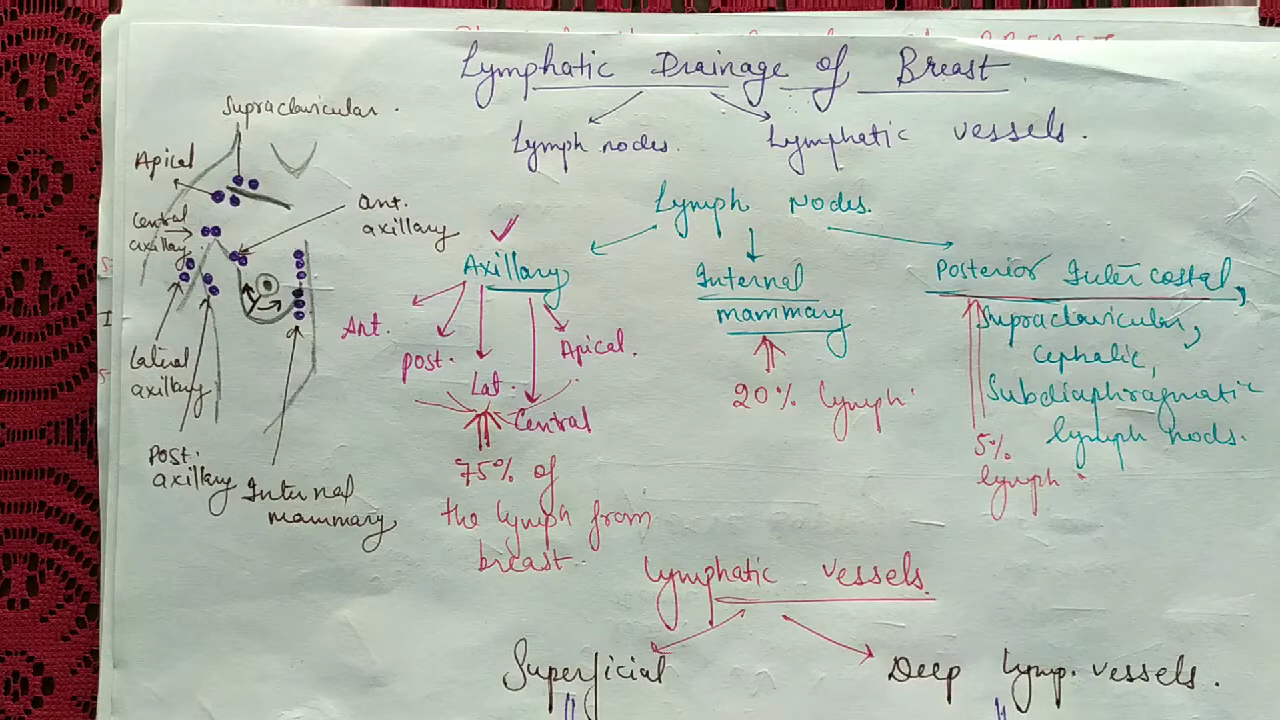 Lymphatic Drainage of Breast.
Lymph nodes.
Lymphatic vessels.
Supraclavicular.
Apical
Central
axillary
ant.
axillary
Lateral
axillary
Post.
axillary
Internal
mammary
Lymph Nodes.
Axillary
Ant.
post.
Lat.
Central
Apical.
75% of
the lymph from
breast.
Internal
mammary
20% lymph.
Posterior Intercostal,
Supraclavicular,
Cephalic,
Subdiaphragmatic
lymph nods.
5%
lymph.
Lymphatic vessels.
Superficial
Deep lymp. vessels.